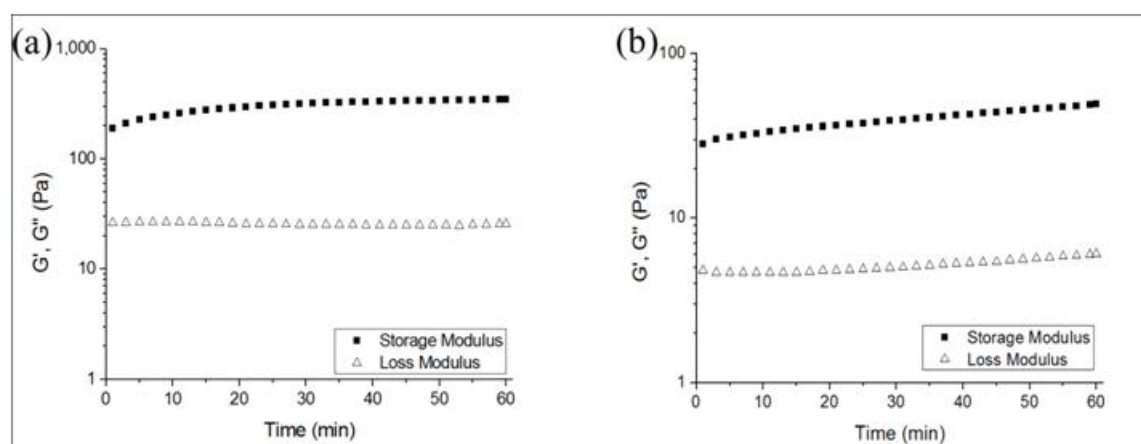 (a)
1,000
100
10
1
G', G" (Pa)
Storage Modulus
Loss Modulus
0 10 20 30 40 50 60
Time (min)
(b)
100
10
1
G', G" (Pa)
Storage Modulus
Loss Modulus
0 10 20 30 40 50 60
Time (min)